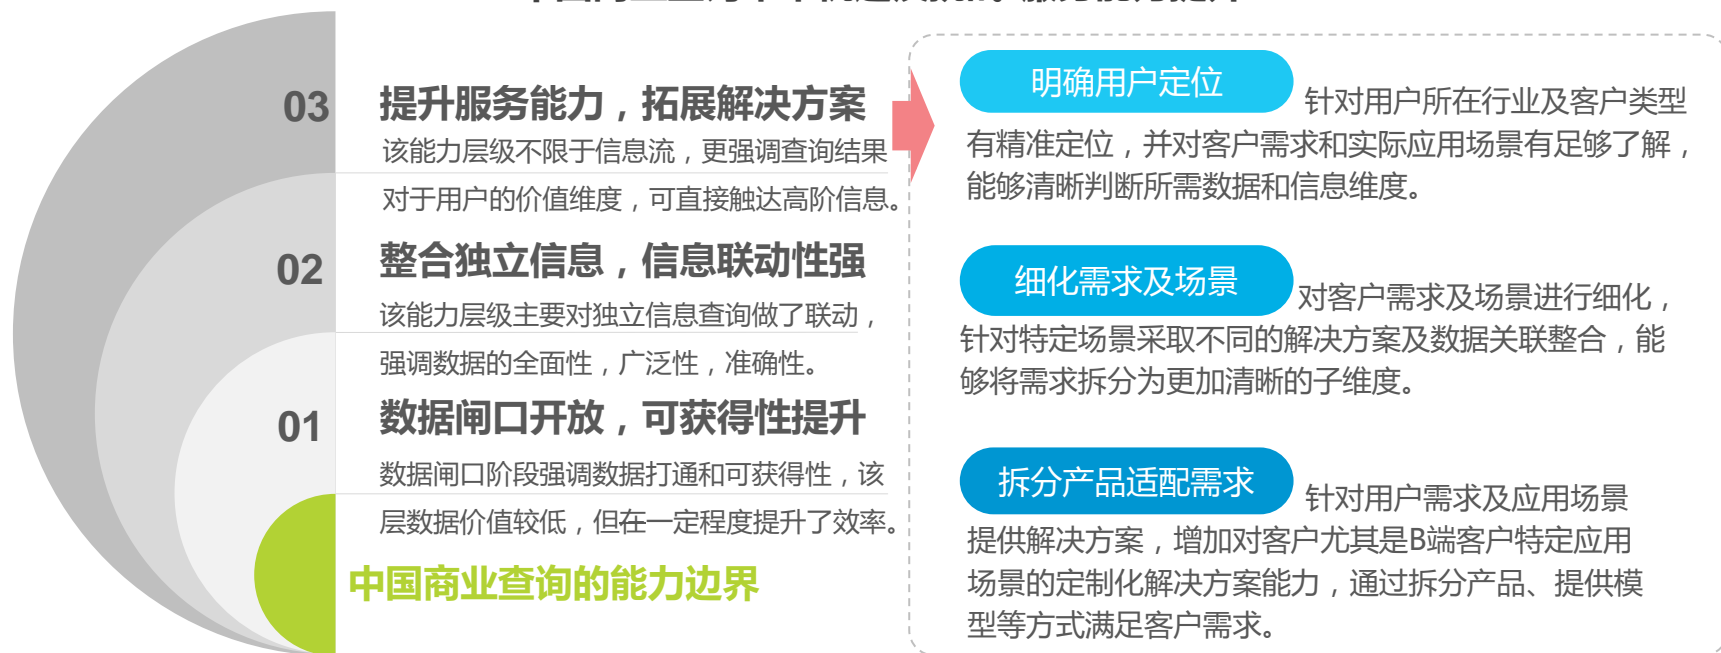 03
提升服务能力，拓展解决方案
该能力层级不限于信息流，更强调查询结果
对于用户的价值维度，可直接触达高阶信息。
02
整合独立信息，信息联动性强
该能力层级主要对独立信息查询做了联动，
强调数据的全面性，广泛性，准确性。
01
数据闸口开放，可获得性提升
数据闸口阶段强调数据打通和可获得性，该
层数据价值较低，但在一定程度提升了效率。
中国商业查询的能力边界
明确用户定位
针对用户所在行业及客户类型
有精准定位，并对客户需求和实际应用场景有足够了解，
能够清晰判断所需数据和信息维度。
细化需求及场景
对客户需求及场景进行细化，
针对特定场景采取不同的解决方案及数据关联整合，能
够将需求拆分为更加清晰的子维度。
拆分产品适配需求
针对用户需求及应用场景
提供解决方案，增加对客户尤其是B端客户特定应用
场景的定制化解决方案能力，通过拆分产品、提供模
型等方式满足客户需求。